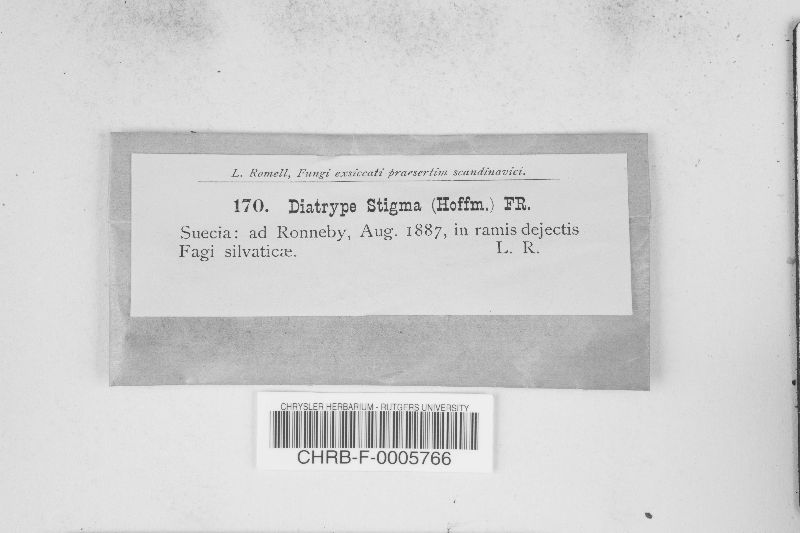 L. Romell, Fungi exsiccati praesertim scandinavici.
170. Diatrype Stigma (Hoffm.) FR.
Suecia: ad Ronneby, Aug. 1887, in ramis dejectis
Fagi silvaticæ. L. R.
CHRYSLER HERBARIUM - RUTGERS UNIVERSITY
CHRB-F-0005766